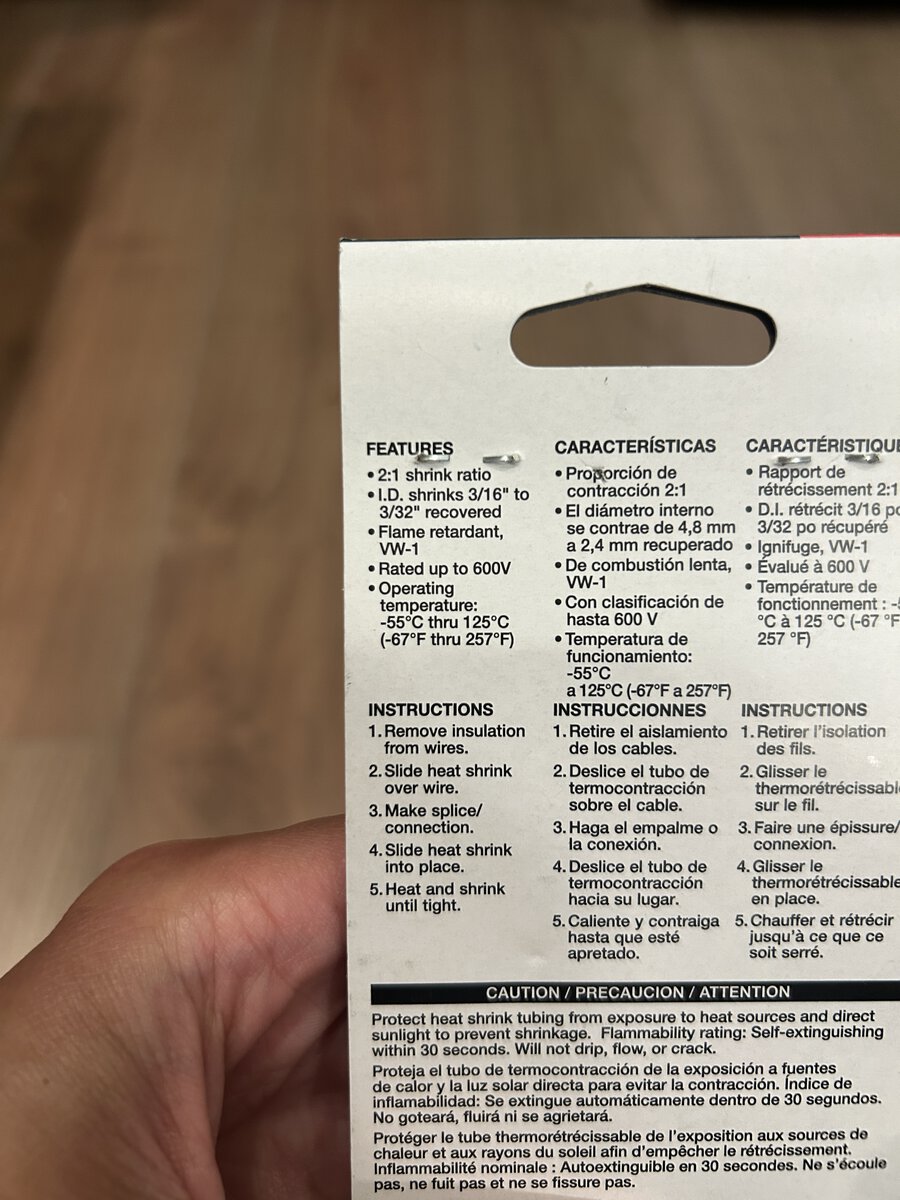 FEATURES
• 2:1 shrink ratio
• I.D. shrinks 3/16" to
3/32" recovered
• Flame retardant,
VW-1
• Rated up to 600V
• Operating
temperature:
-55°C thru 125°C
(-67°F thru 257°F)
INSTRUCTIONS
1. Remove insulation
from wires.
2. Slide heat shrink
over wire.
3. Make splice/
connection.
4. Slide heat shrink
into place.
5. Heat and shrink
until tight.
CARACTERÍSTICAS
• Proporción de
contracción 2:1
• El diámetro interno
se contrae de 4,8 mm
a 2,4 mm recuperado
• De combustión lenta,
VW-1
• Con clasificación de
hasta 600 V
• Temperatura de
funcionamiento:
-55°C
a 125°C (-67°F a 257°F)
INSTRUCCIONNES
1. Retire el aislamiento
de los cables.
2. Deslice el tubo de
termocontracción
sobre el cable.
3. Haga el empalme o
la conexión.
4. Deslice el tubo de
termocontracción
hacia su lugar.
5. Caliente y contraiga
hasta que esté
apretado.
CARACTÉRISTIQUE
• Rapport de
rétrécissement 2:1
• D.I. rétrécit 3/16
3/32 po récupéré
• Ignifuge, VW-1
• Évalué à 600 V
• Température de
fonctionnement :
°C à 125 °C (-67 °F
257 °F)
INSTRUCTIONS
1. Retirer l'isolation
des fils.
2. Glisser le
thermorétrécissabl
sur le fil.
3. Faire une épissure/
connexion.
4. Glisser le
thermorétrécissable
en place.
5. Chauffer et rétrécir
jusqu'à ce que ce
soit serré.
CAUTION / PRECAUCION / ATTENTION
Protect heat shrink tubing from exposure to heat sources and direct
sunlight to prevent shrinkage. Flammability rating: Self-extinguishing
within 30 seconds. Will not drip, flow, or crack.
Proteja el tubo de termocontracción de la exposición a fuentes
de calor y la luz solar directa para evitar la contracción. Índice de
inflamabilidad: Se extingue automáticamente dentro de 30 segundos.
No goteará, fluirá ni se agrietará.
Protéger le tube thermorétrécissable de l'exposition aux sources de
chaleur et aux rayons du soleil afin d'empêcher le rétrécissement.
Inflammabilité nominale : Autoextinguible en 30 secondes. Ne s'écoule
pas, ne fuit pas et ne se fissure pas.